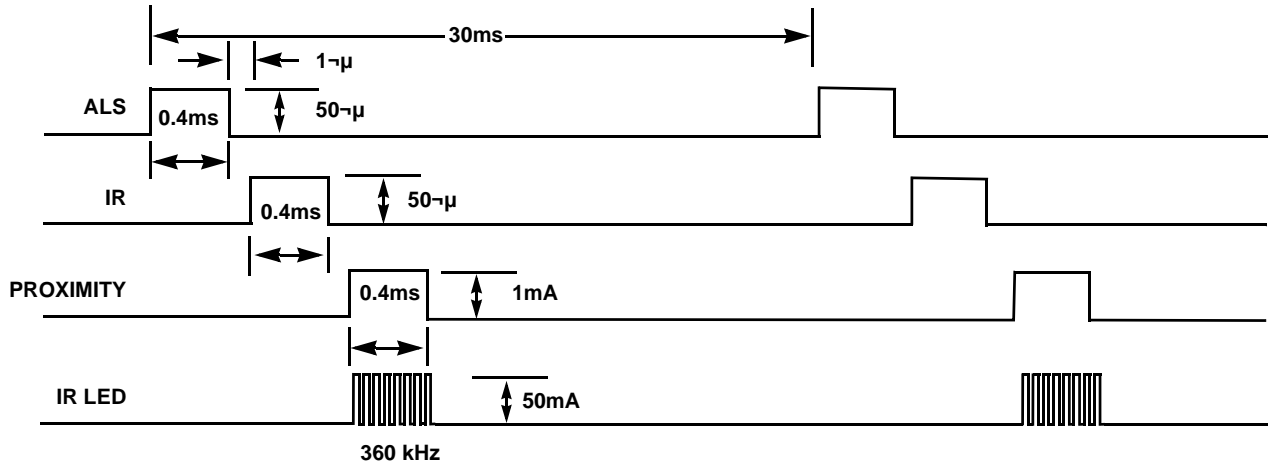 30ms
1¬µ
ALS
0.4ms
50¬µ
IR
0.4ms
50¬µ
PROXIMITY
0.4ms
1mA
IR LED
50mA
360 kHz